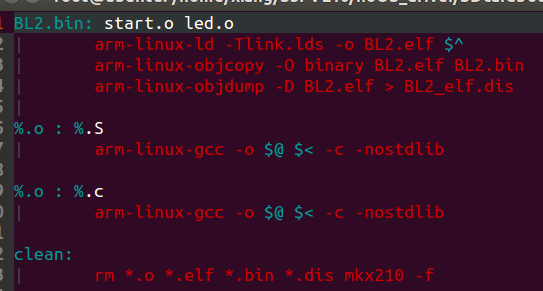 BL2.bin: start.o led.o
arm-linux-ld -Tlink.lds -o BL2.elf $^
arm-linux-objcopy -O binary BL2.elf BL2.bin
arm-linux-objdump -D BL2.elf > BL2_elf.dis
%.o : %.S
arm-linux-gcc -o $@ $< -c -nostdlib
%.o : %.c
arm-linux-gcc -o $@ $< -c -nostdlib
clean:
rm *.o *.elf *.bin *.dis mkx210 -f